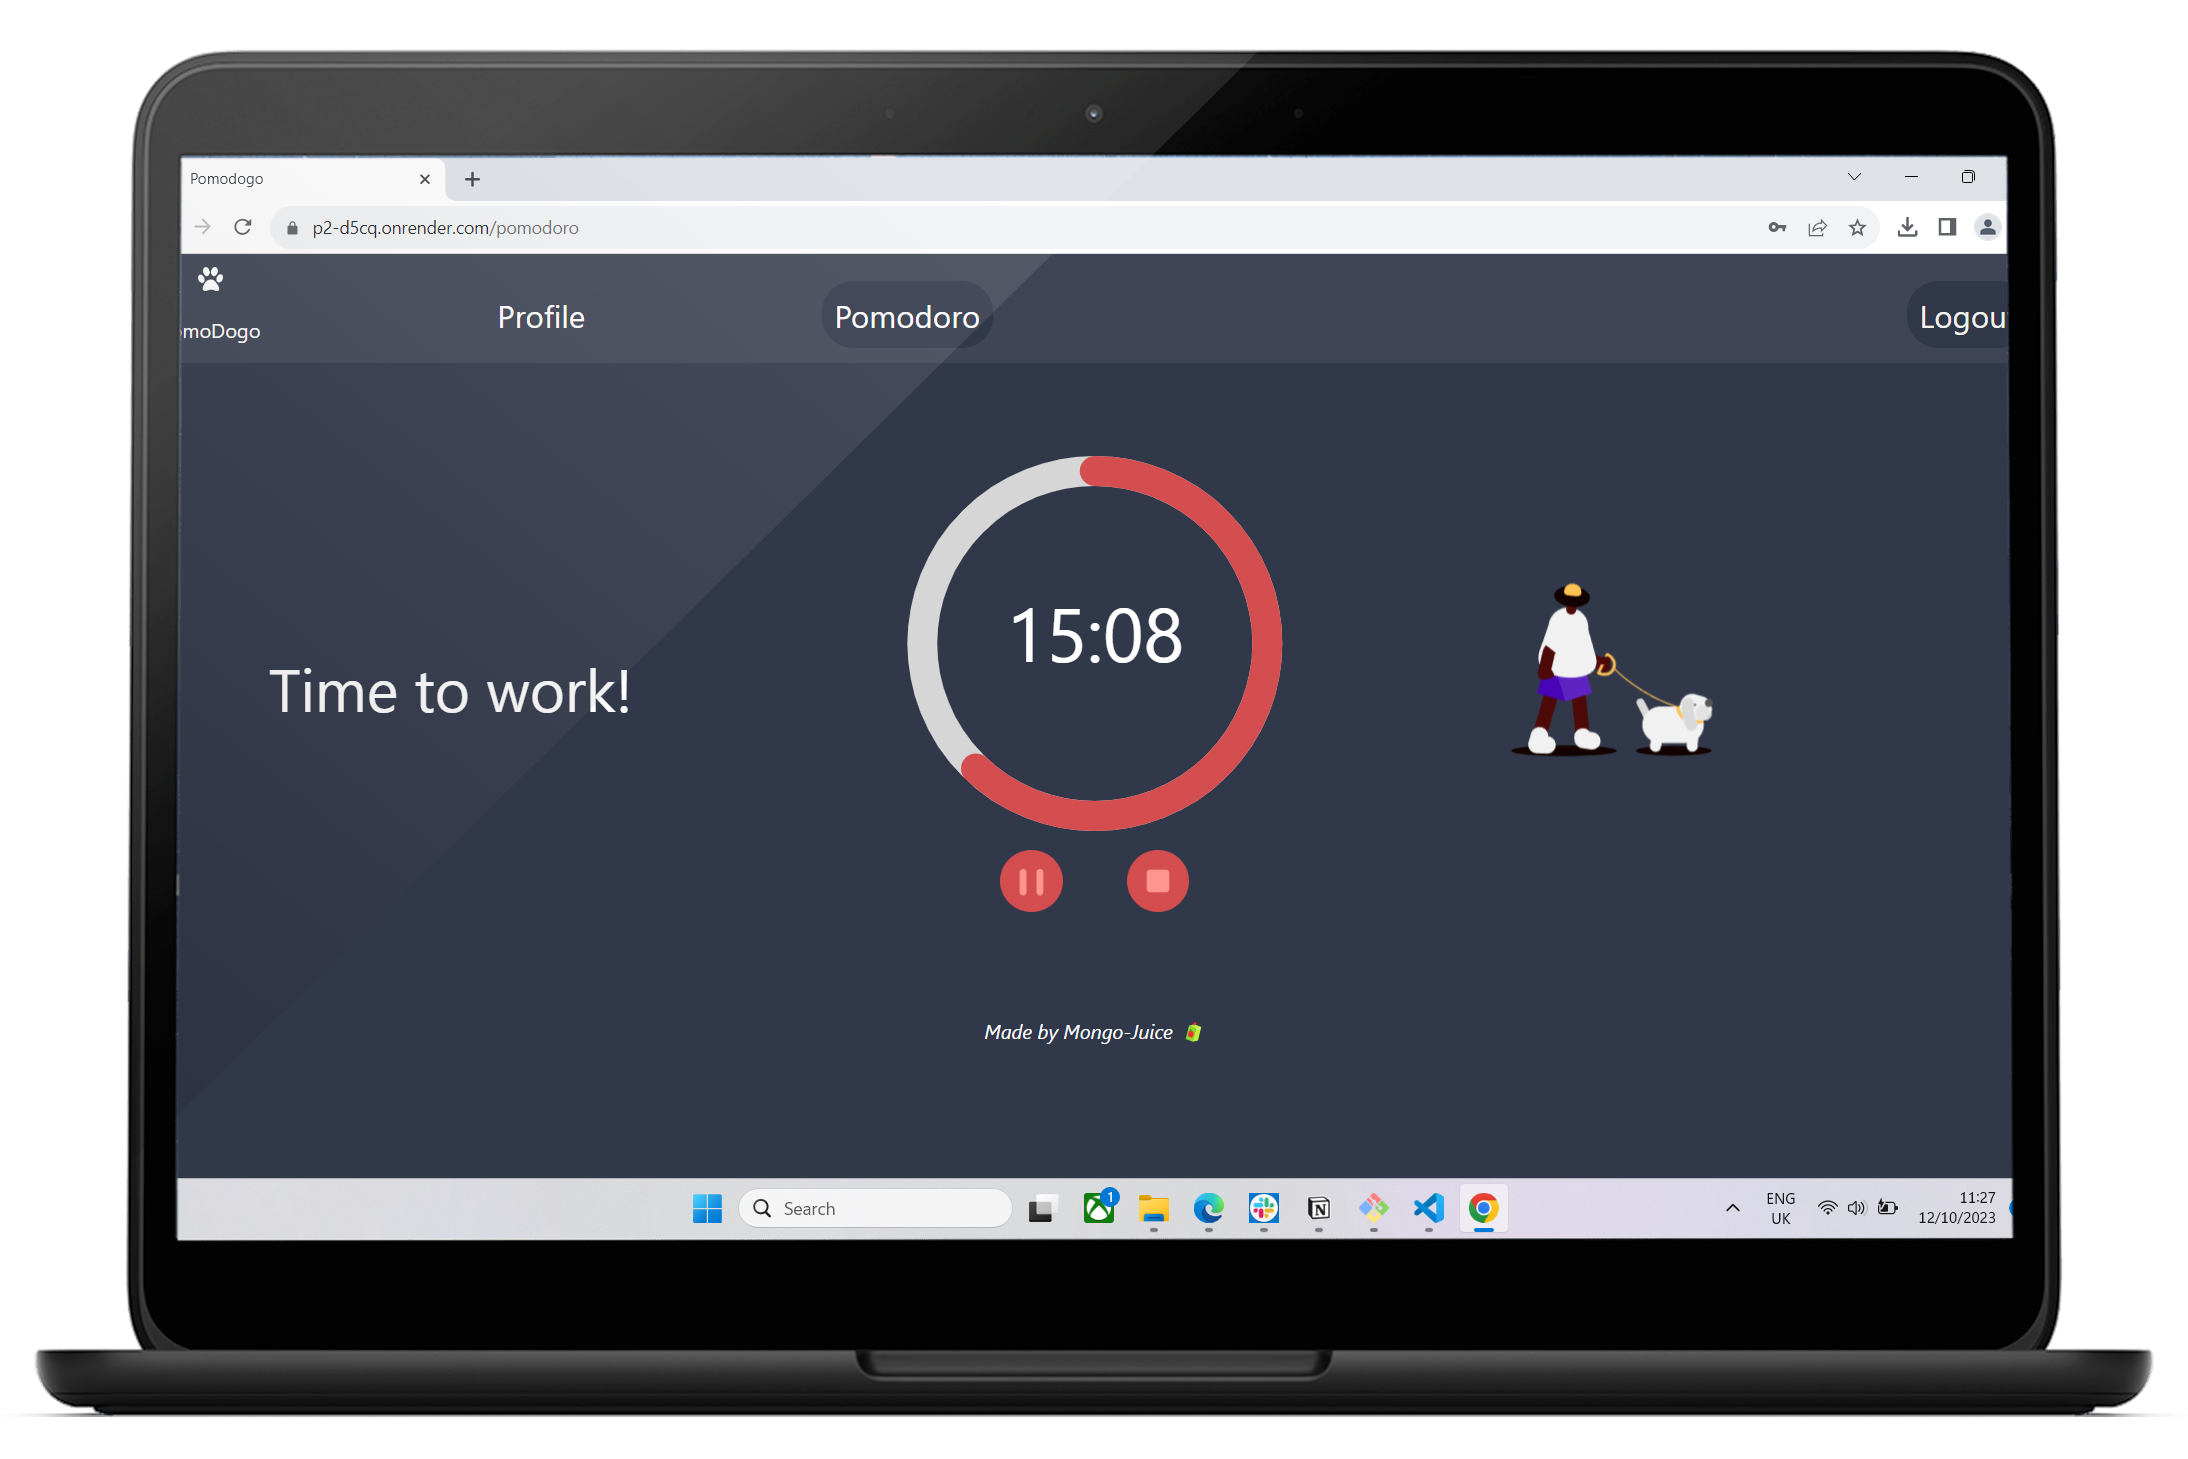 Pomodogo
p2-d5cq.onrender.com/pomodoro
moDogo
Profile
Pomodoro
Logou
Time to work!
15:08
Made by Mongo-Juice
Search
1
N
ENG
UK
11:27
12/10/2023